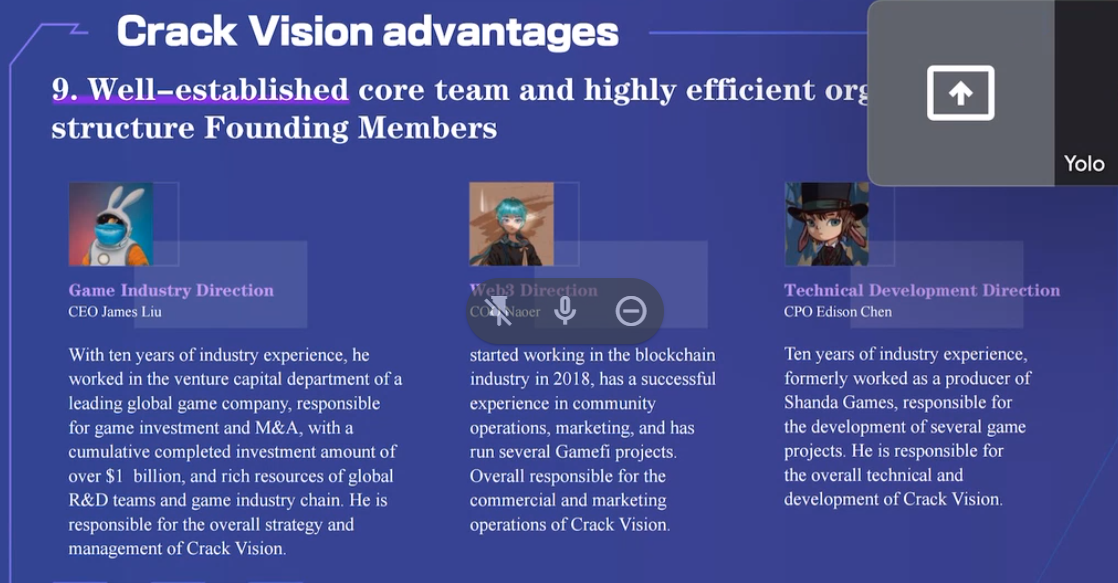 Crack Vision advantages
9. Well-established core team and highly efficient org
structure Founding Members
Yolo
Game Industry Direction
CEO James Liu
With ten years of industry experience, he
worked in the venture capital department of a
leading global game company, responsible
for game investment and M&A, with a
cumulative completed investment amount of
over $1 billion, and rich resources of global
R&D teams and game industry chain. He is
responsible for the overall strategy and
management of Crack Vision.
Web3 Direction
Naoer
started working in the blockchain
industry in 2018, has a successful
experience in community
operations, marketing, and has
run several Gamefi projects.
Overall responsible for the
commercial and marketing
operations of Crack Vision.
Technical Development Direction
CPO Edison Chen
Ten years of industry experience,
formerly worked as a producer of
Shanda Games, responsible for
the development of several game
projects. He is responsible for
the overall technical and
development of Crack Vision.